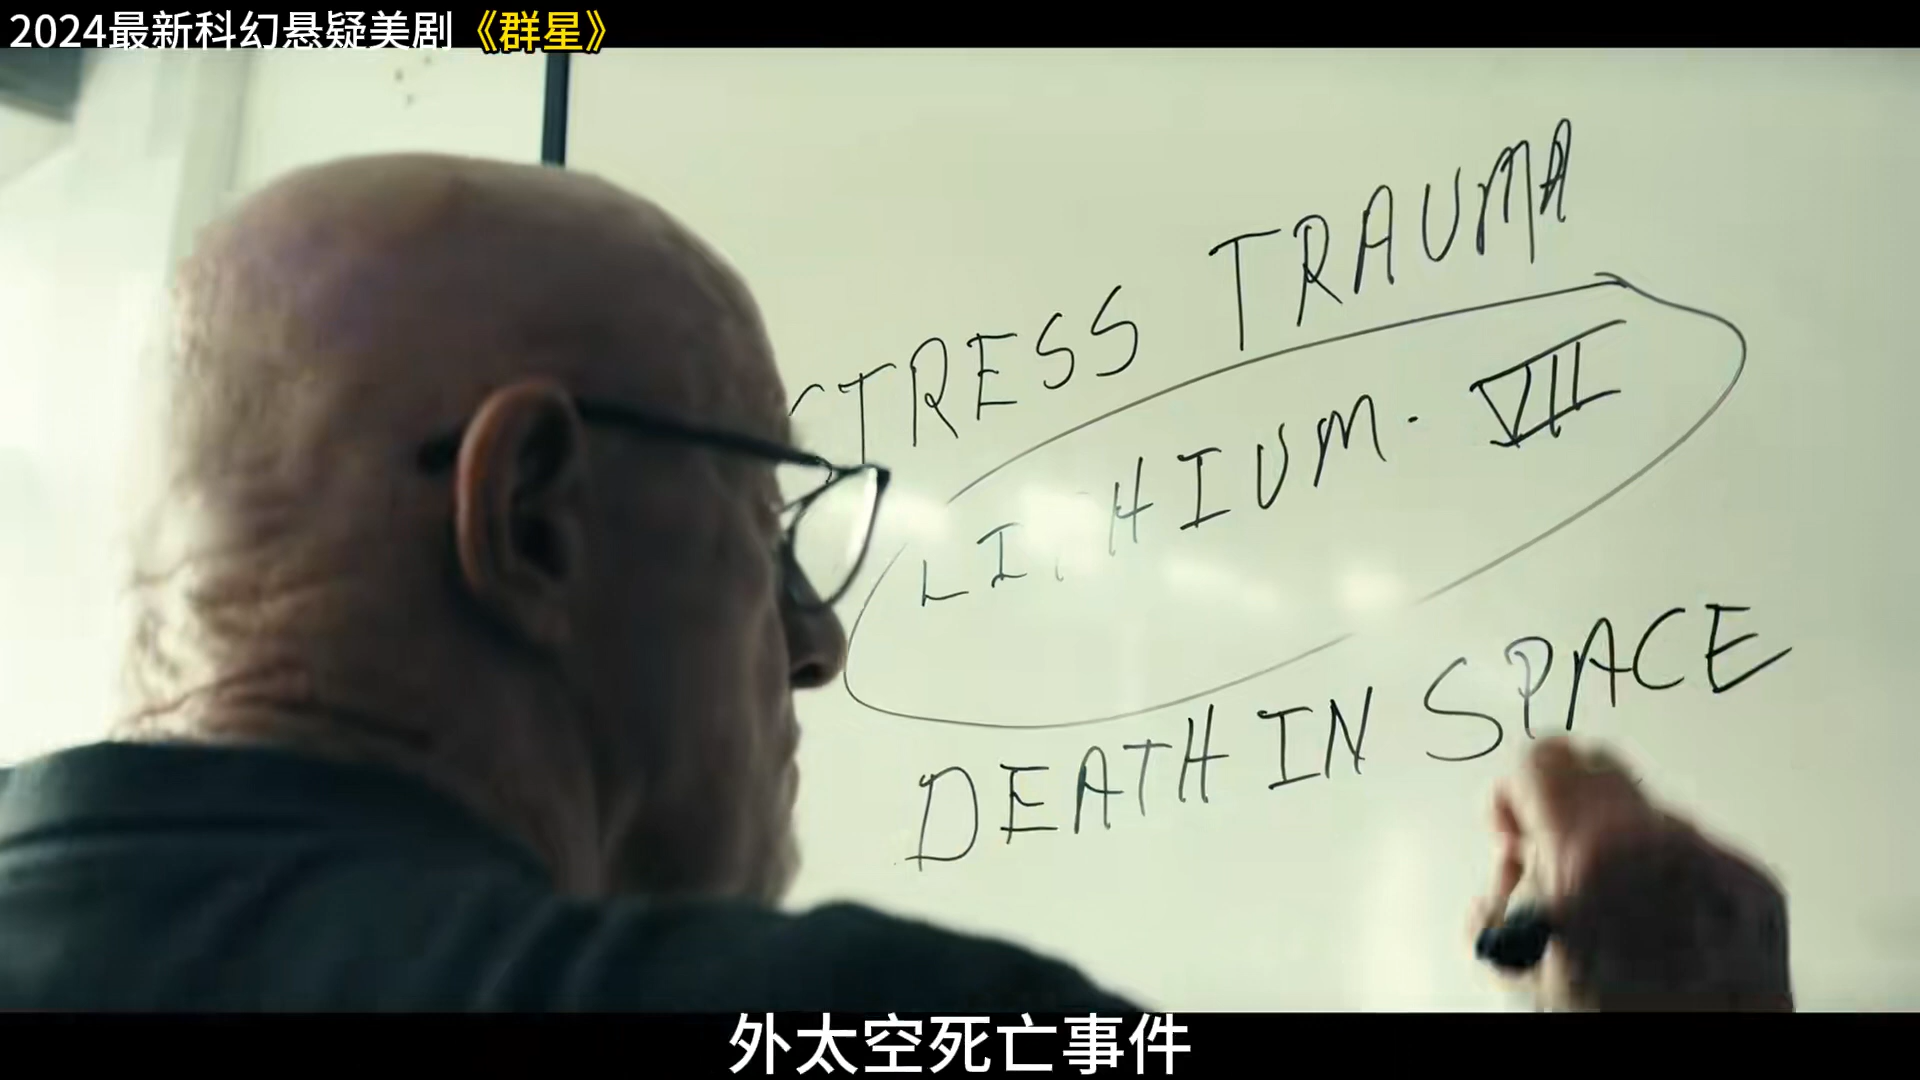 2024最新科幻悬疑美剧《群星》
STRESS TRAUMA
LITHIUM. VII
DEATH IN SPACE
外太空死亡事件